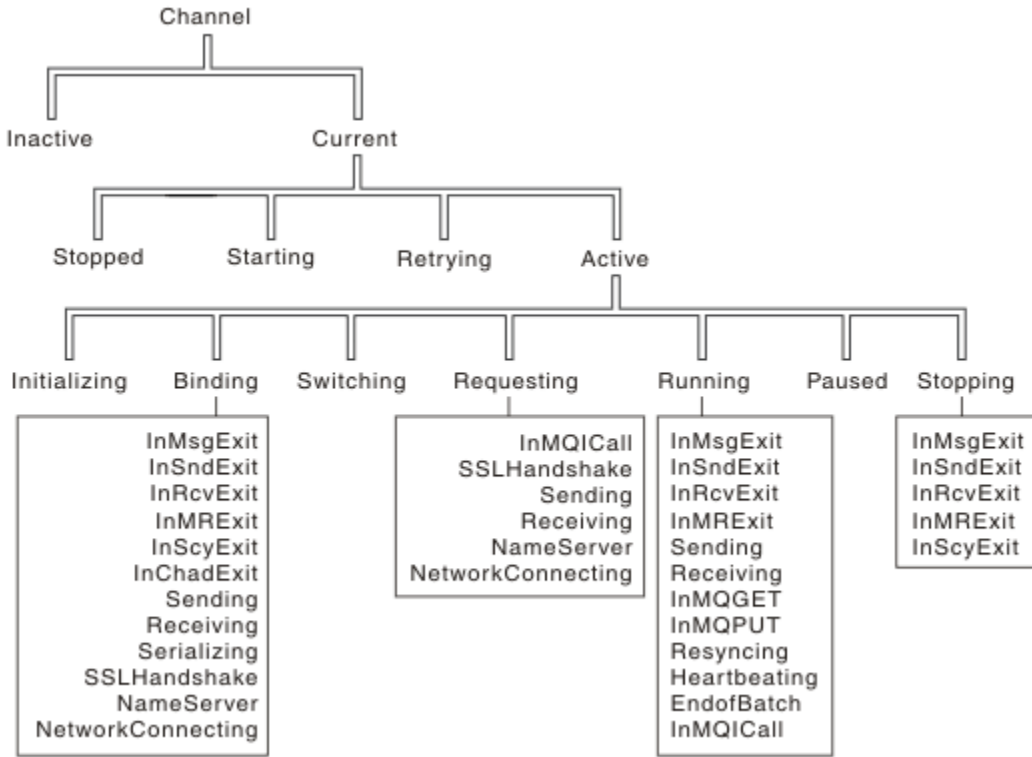 Channel
Inactive
Current
Stopped
Starting
Retrying
Active
Initializing
Binding
Switching
Requesting
Running
Paused
Stopping
InMsgExit
InSndExit
InRcvExit
InMRExit
InScyExit
InChadExit
Sending
Receiving
Serializing
SSLHandshake
NameServer
NetworkConnecting
InMQICall
SSLHandshake
Sending
Receiving
NameServer
NetworkConnecting
InMsgExit
InSndExit
InRcvExit
InMRExit
Sending
Receiving
InMQGET
InMQPUT
Resyncing
Heartbeating
EndofBatch
InMQICall
InMsgExit
InSndExit
InRcvExit
InMRExit
InScyExit